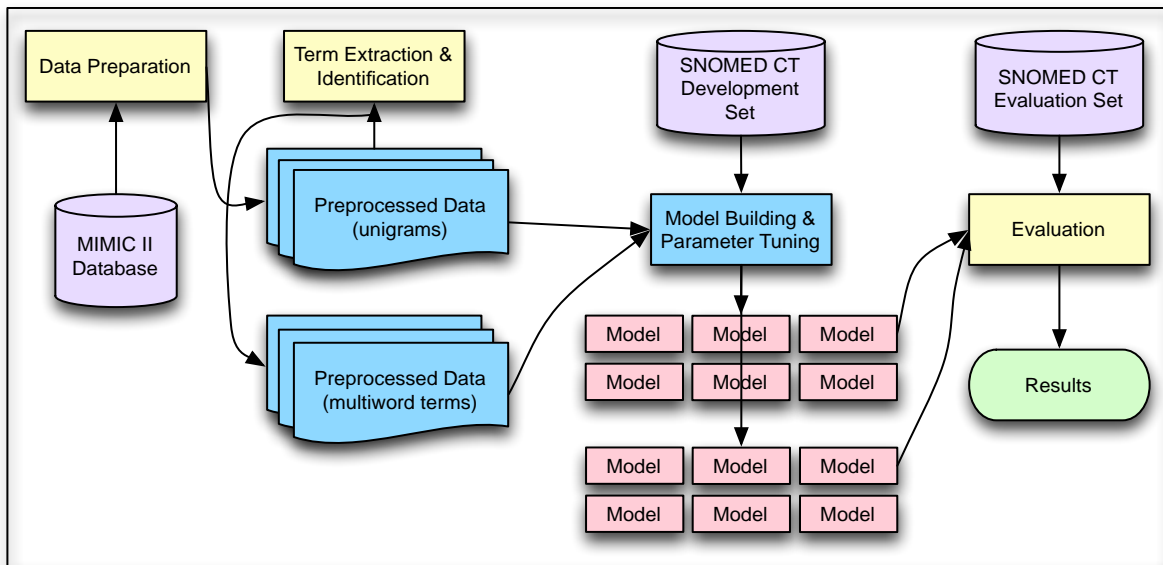 Data Preparation
Term Extraction &
Identification
SNOMED CT
Development
Set
SNOMED CT
Evaluation Set
MIMIC II
Database
Preprocessed Data
(unigrams)
Model Building &
Parameter Tuning
Evaluation
Preprocessed Data
(multiword terms)
Model Model Model
Model Model Model
Results
Model Model Model
Model Model Model